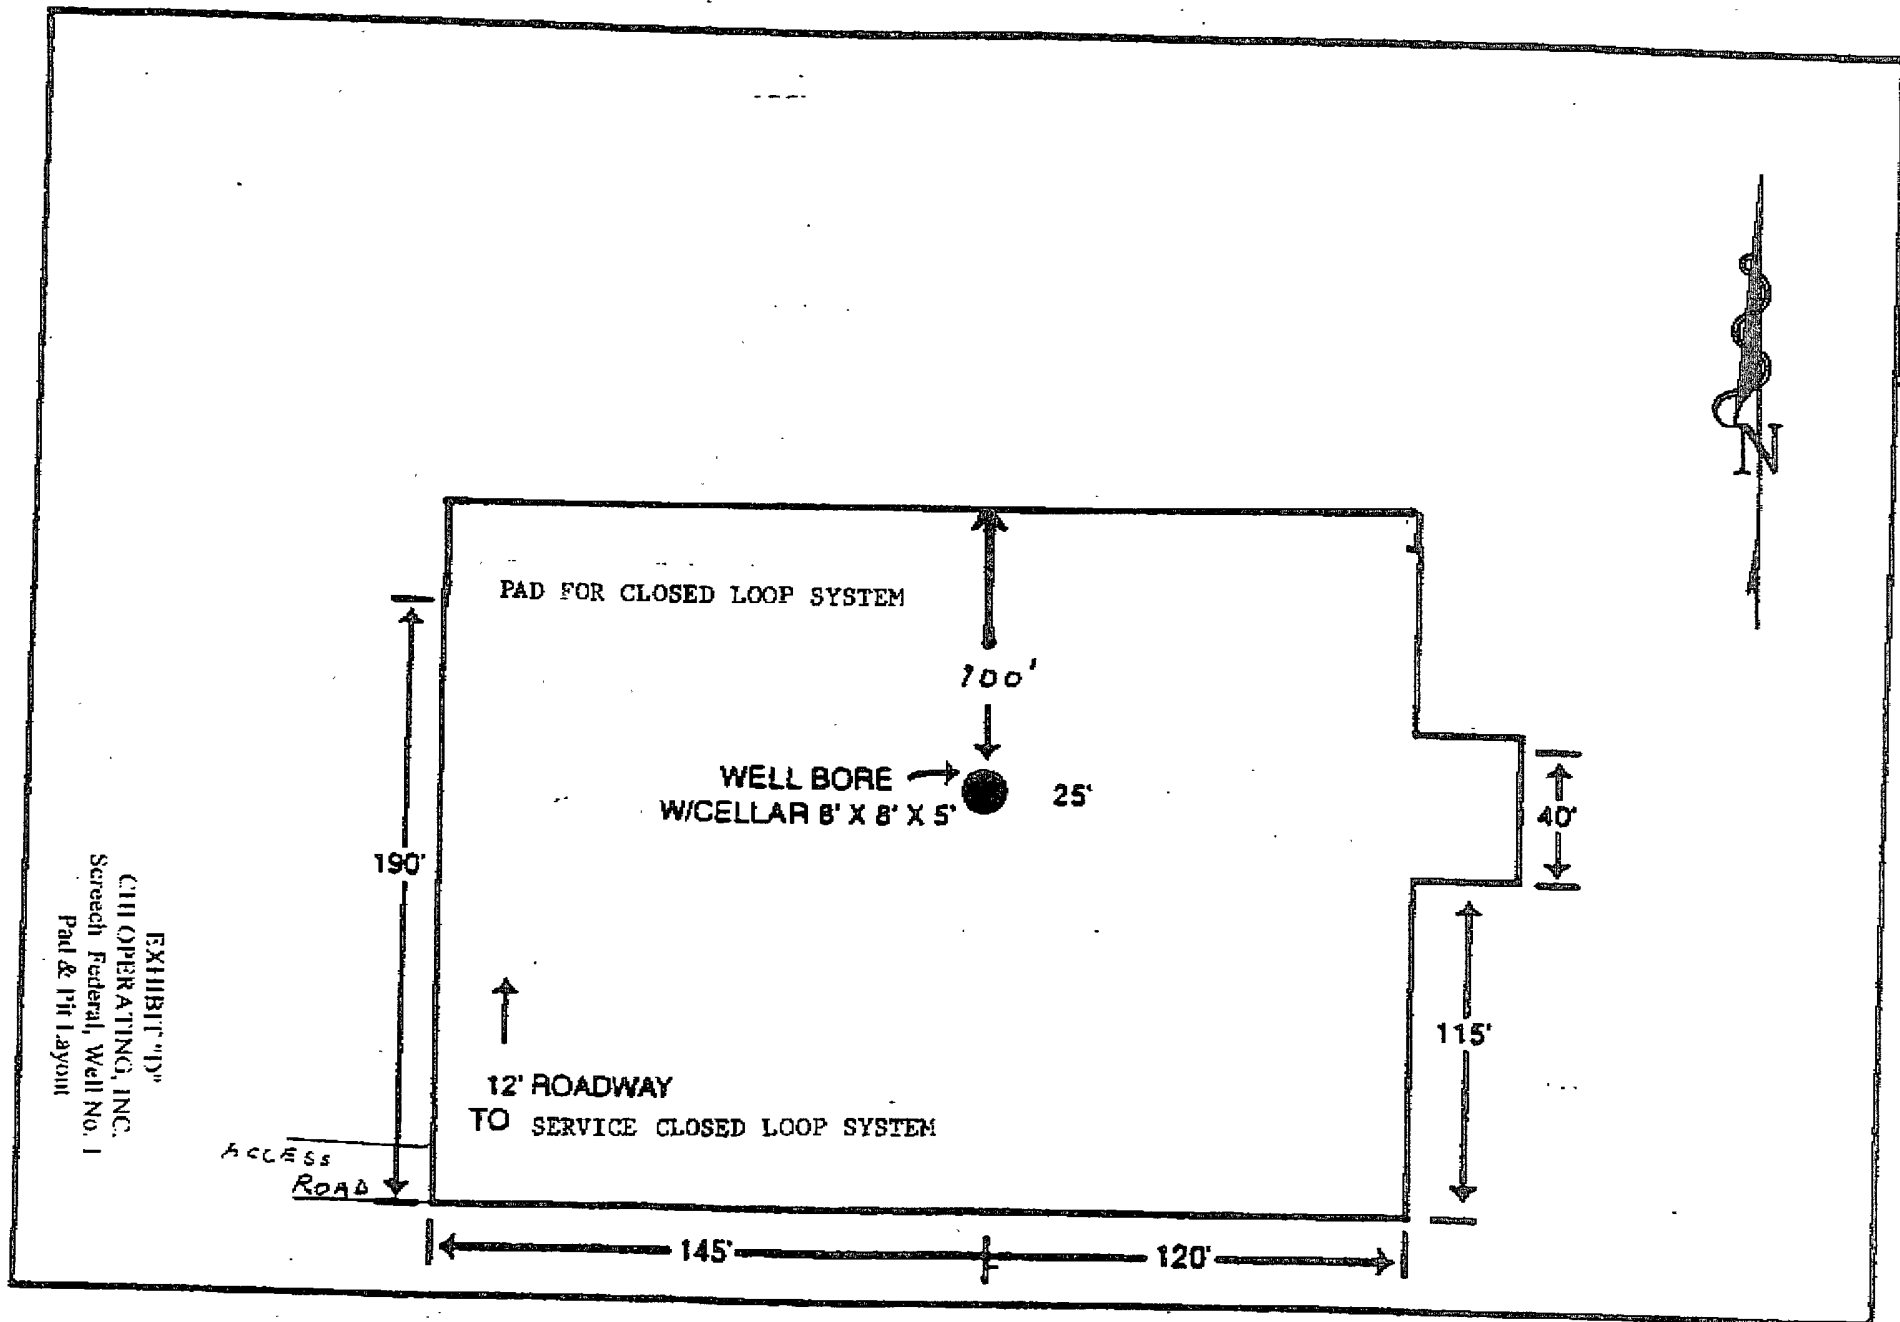 N
PAD FOR CLOSED LOOP SYSTEM
100'
WELL BORE
W/CELLAR 8' X 8' X 5'
25'
40'
190'
115'
12' ROADWAY
TO SERVICE CLOSED LOOP SYSTEM
ACCESS
ROAD
145'
120'
EXHIBIT "D"
CHI OPERATING, INC.
Screech Federal, Well No. 1
Pad & Pit Layout